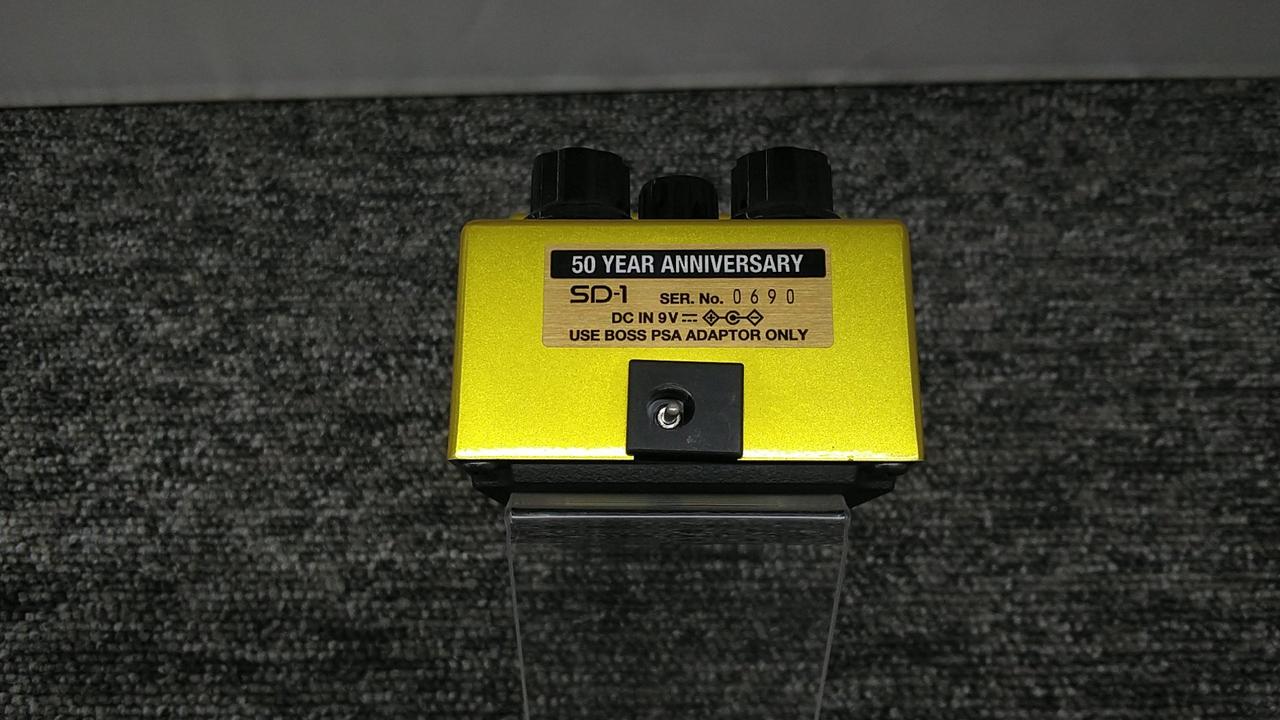 50 YEAR ANNIVERSARY
SD-1 SER. No. 0690
DC IN 9V
USE BOSS PSA ADAPTOR ONLY